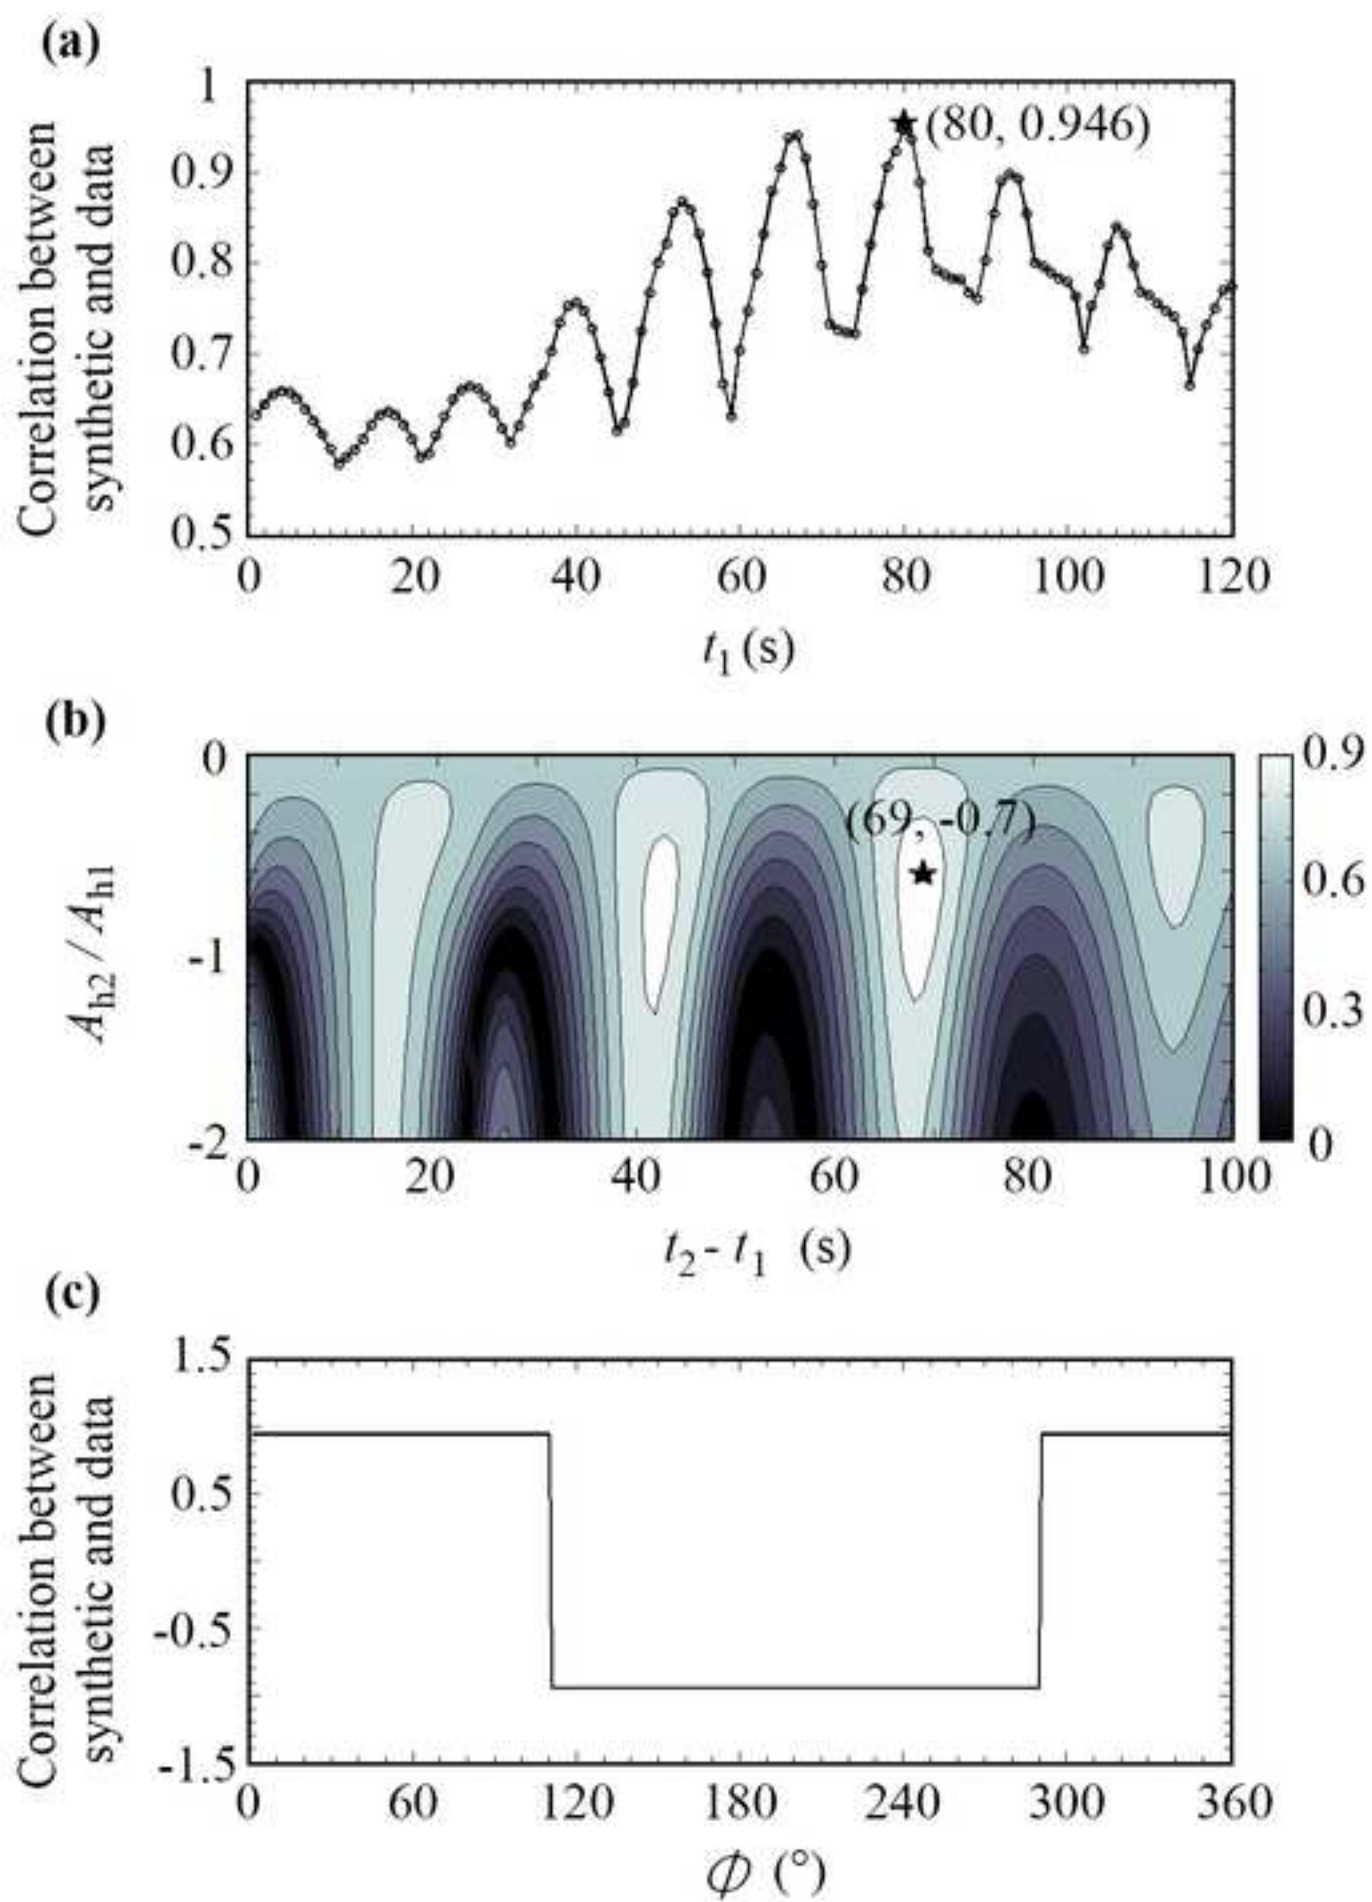 (a)
Correlation between
synthetic and data
1
0.9
0.8
0.7
0.6
0.5
(80, 0.946)
0 20 40 60 80 100 120
t1 (s)
(b)
Ah2 / Ah1
0
-1
-2
(69, -0.7)
0.9
0.6
0.3
0
0 20 40 60 80 100
t2 - t1 (s)
(c)
Correlation between
synthetic and data
1.5
0.5
-0.5
-1.5
0 60 120 180 240 300 360
Φ (°)